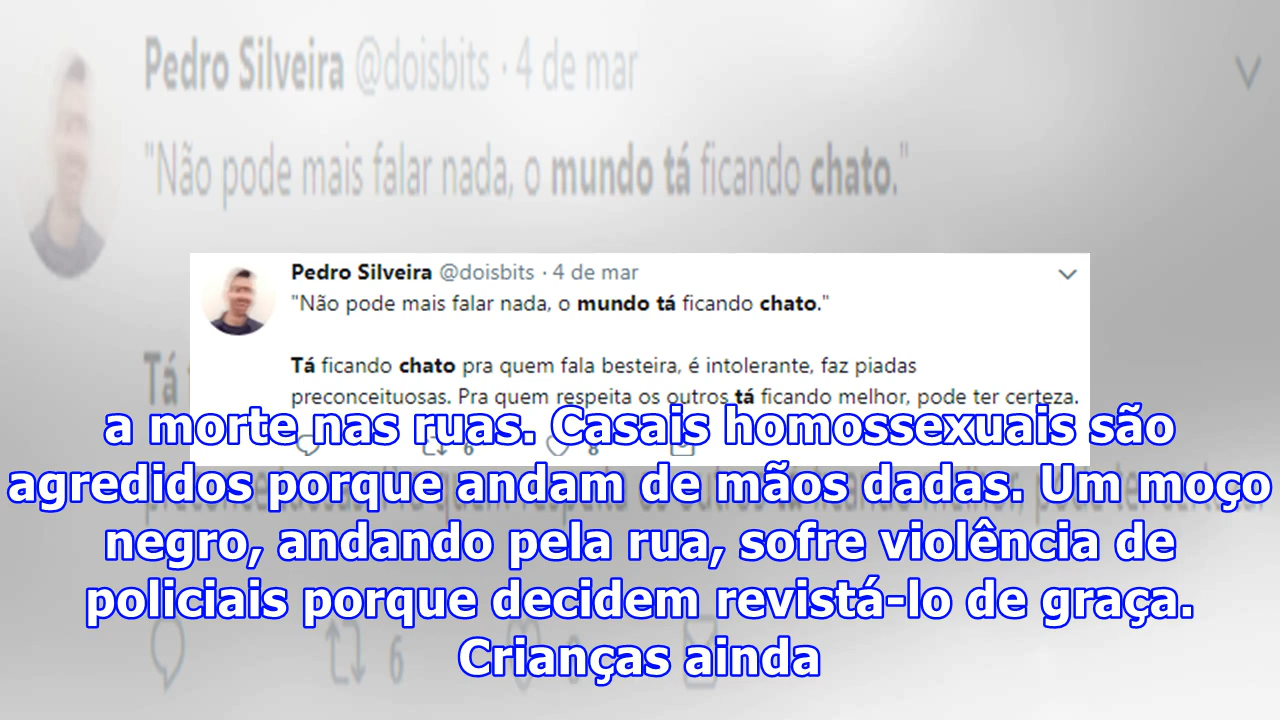 Pedro Silveira @doisbits · 4 de mar
"Não pode mais falar nada, o mundo tá ficando chato."
Pedro Silveira @doisbits · 4 de mar
"Não pode mais falar nada, o mundo tá ficando chato."
Tá ficando chato pra quem fala besteira, é intolerante, faz piadas
preconceituosas. Pra quem respeita os outros tá ficando melhor, pode ter certeza.
6 8
Tá
a morte nas ruas. Casais homossexuais são
agredidos porque andam de mãos dadas. Um moço
negro, andando pela rua, sofre violência de
policiais porque decidem revistá-lo de graça.
Crianças ainda
6